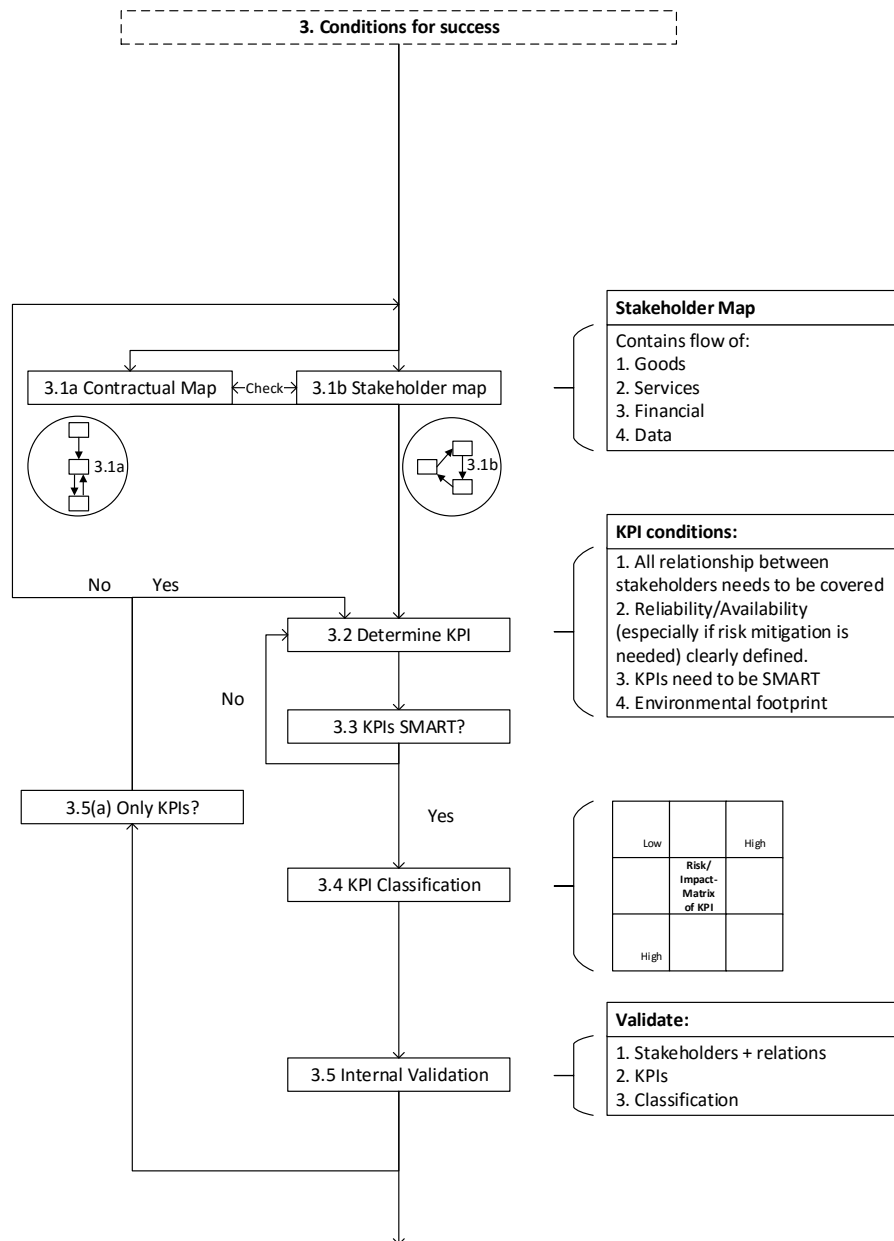 3. Conditions for success
Stakeholder Map
Contains flow of:
1. Goods
2. Services
3. Financial
4. Data
3.1a Contractual Map
Check
3.1b Stakeholder map
3.1a
3.1b
KPI conditions:
1. All relationship between
stakeholders needs to be covered
2. Reliability/Availability
(especially if risk mitigation is
needed) clearly defined.
3. KPIs need to be SMART
4. Environmental footprint
No
Yes
3.2 Determine KPI
No
3.3 KPIs SMART?
3.5(a) Only KPIs?
Yes
Low
High
Risk/
Impact-
Matrix
of KPI
High
3.4 KPI Classification
Validate:
1. Stakeholders + relations
2. KPIs
3. Classification
3.5 Internal Validation